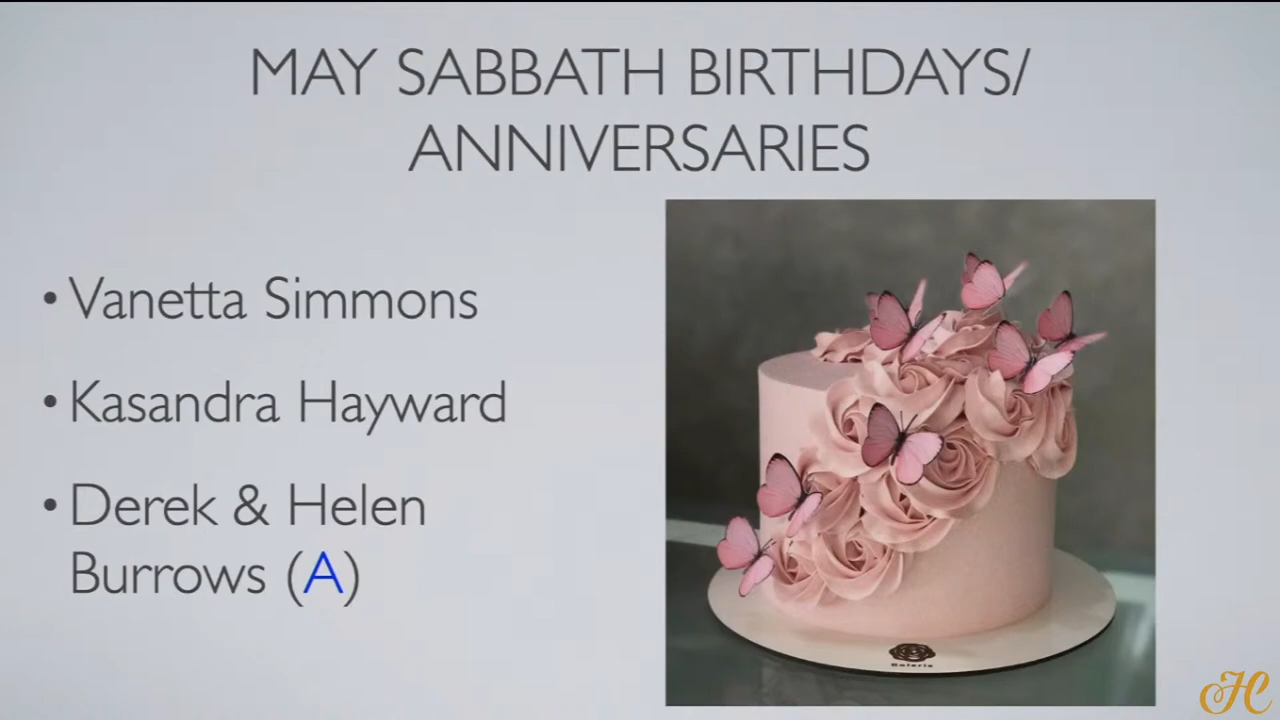 MAY SABBATH BIRTHDAYS/
ANNIVERSARIES
• Vanetta Simmons
• Kasandra Hayward
• Derek & Helen
Burrows (A)